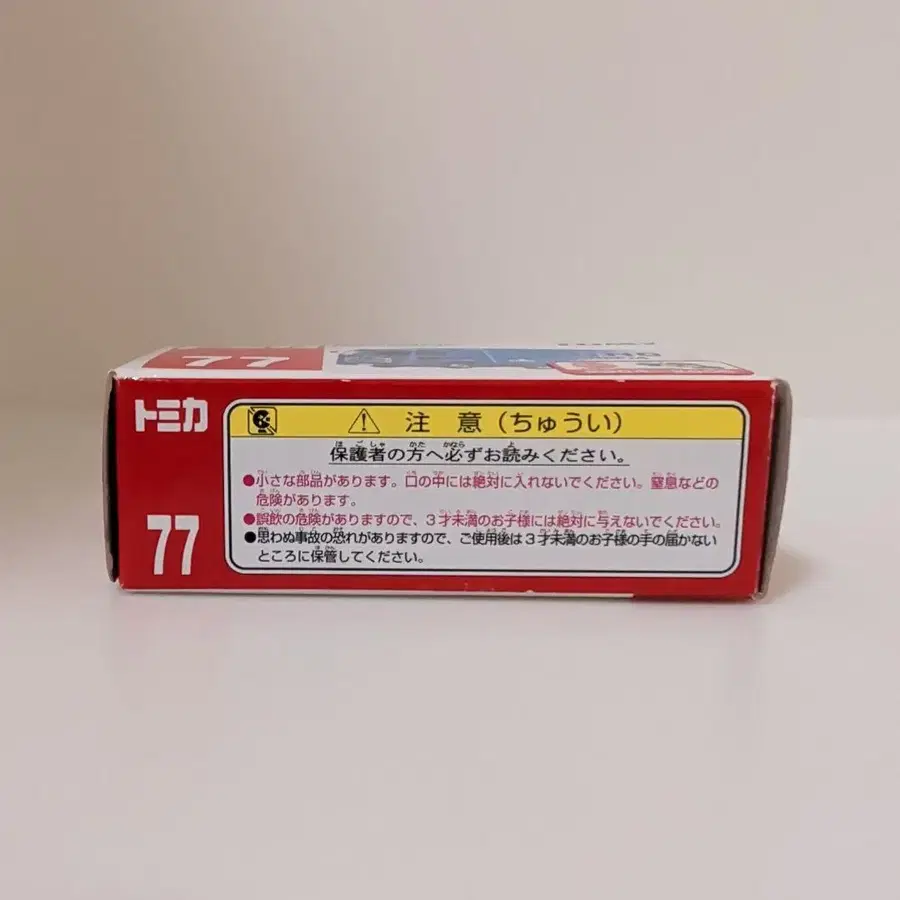 77
トミカ
77
注 意（ちゅうい）
保護者の方へ必ずお読みください。
●小さな部品があります。口の中には絶対に入れないでください。窒息などの
危険があります。
●誤飲の危険がありますので、３才未満のお子様には絶対に与えないでください。
●思わぬ事故の恐れがありますので、ご使用後は３才未満のお子様の手の届かない
ところに保管してください。